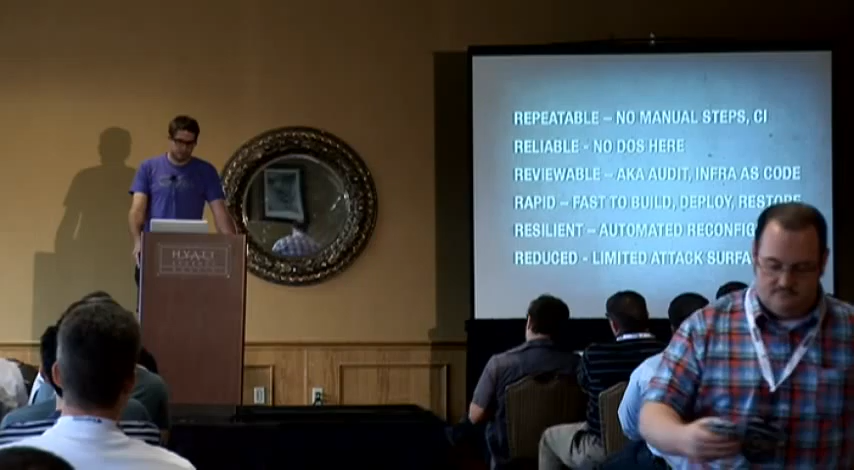 REPEATABLE – NO MANUAL STEPS, CI
RELIABLE - NO DOS HERE
REVIEWABLE – AKA AUDIT, INFRA AS CODE
RAPID – FAST TO BUILD, DEPLOY, RESTORE
RESILIENT – AUTOMATED RECONFIG
REDUCED - LIMITED ATTACK SURFA
HYATT